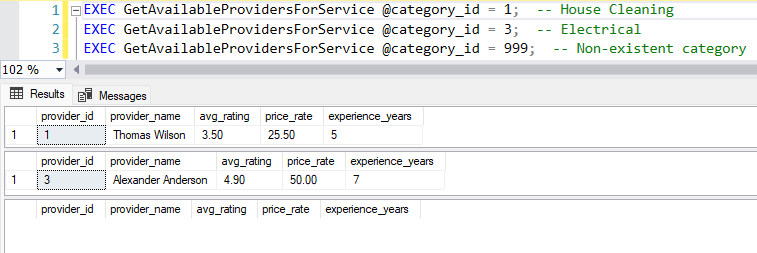 1 EXEC GetAvailableProvidersForService @category_id = 1;  -- House Cleaning
2 EXEC GetAvailableProvidersForService @category_id = 3;  -- Electrical
3 EXEC GetAvailableProvidersForService @category_id = 999;  -- Non-existent category
102 %
Results Messages
provider_id provider_name avg_rating price_rate experience_years
1 1 Thomas Wilson 3.50 25.50 5
provider_id provider_name avg_rating price_rate experience_years
1 3 Alexander Anderson 4.90 50.00 7
provider_id provider_name avg_rating price_rate experience_years